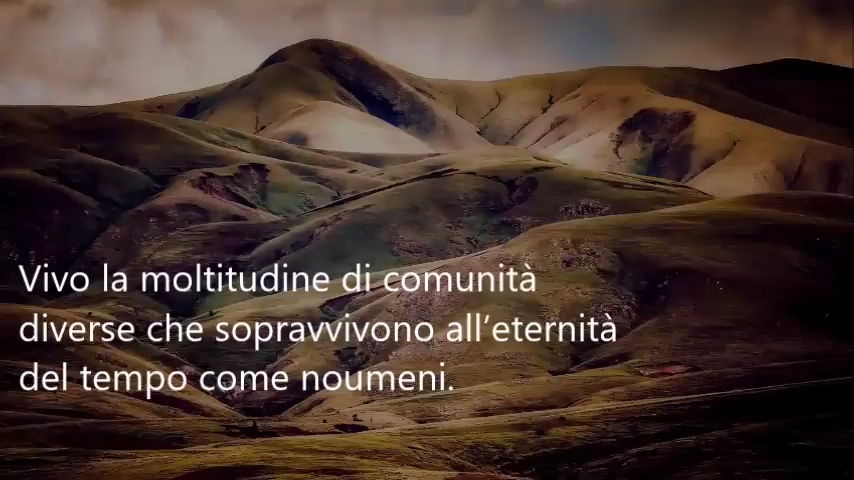 Vivo la moltitudine di comunità
diverse che sopravvivono all’eternità
del tempo come noumeni.